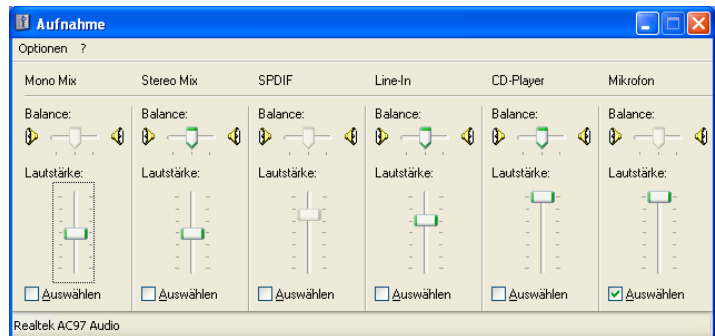 Aufnahme
Optionen ?
Mono Mix Stereo Mix SPDIF Line-In CD-Player Mikrofon
Balance: Balance: Balance: Balance: Balance: Balance:
Lautstärke: Lautstärke: Lautstärke: Lautstärke: Lautstärke: Lautstärke:
Auswählen Auswählen Auswählen Auswählen Auswählen Auswählen
Realtek AC97 Audio